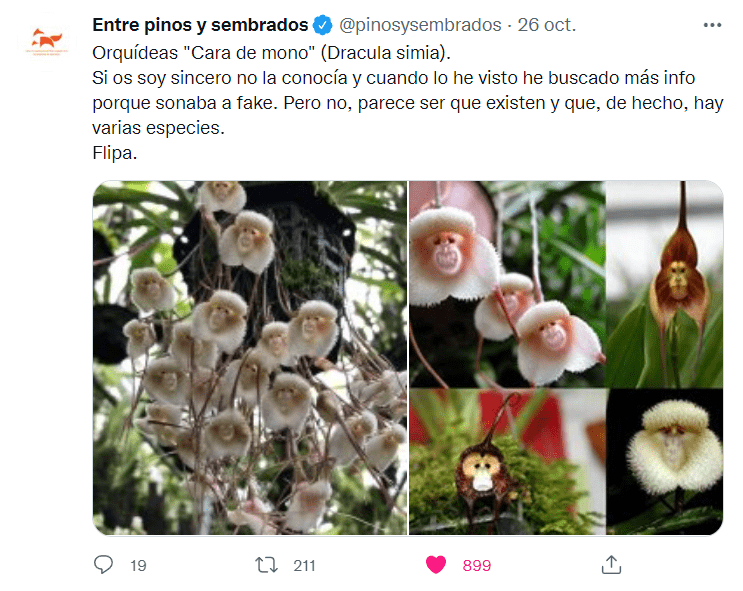 Entre pinos y sembrados @pinosysembrados · 26 oct.
Orquídeas "Cara de mono" (Dracula simia).
Si os soy sincero no la conocía y cuando lo he visto he buscado más info
porque sonaba a fake. Pero no, parece ser que existen y que, de hecho, hay
varias especies.
Flipa.
19 211 899